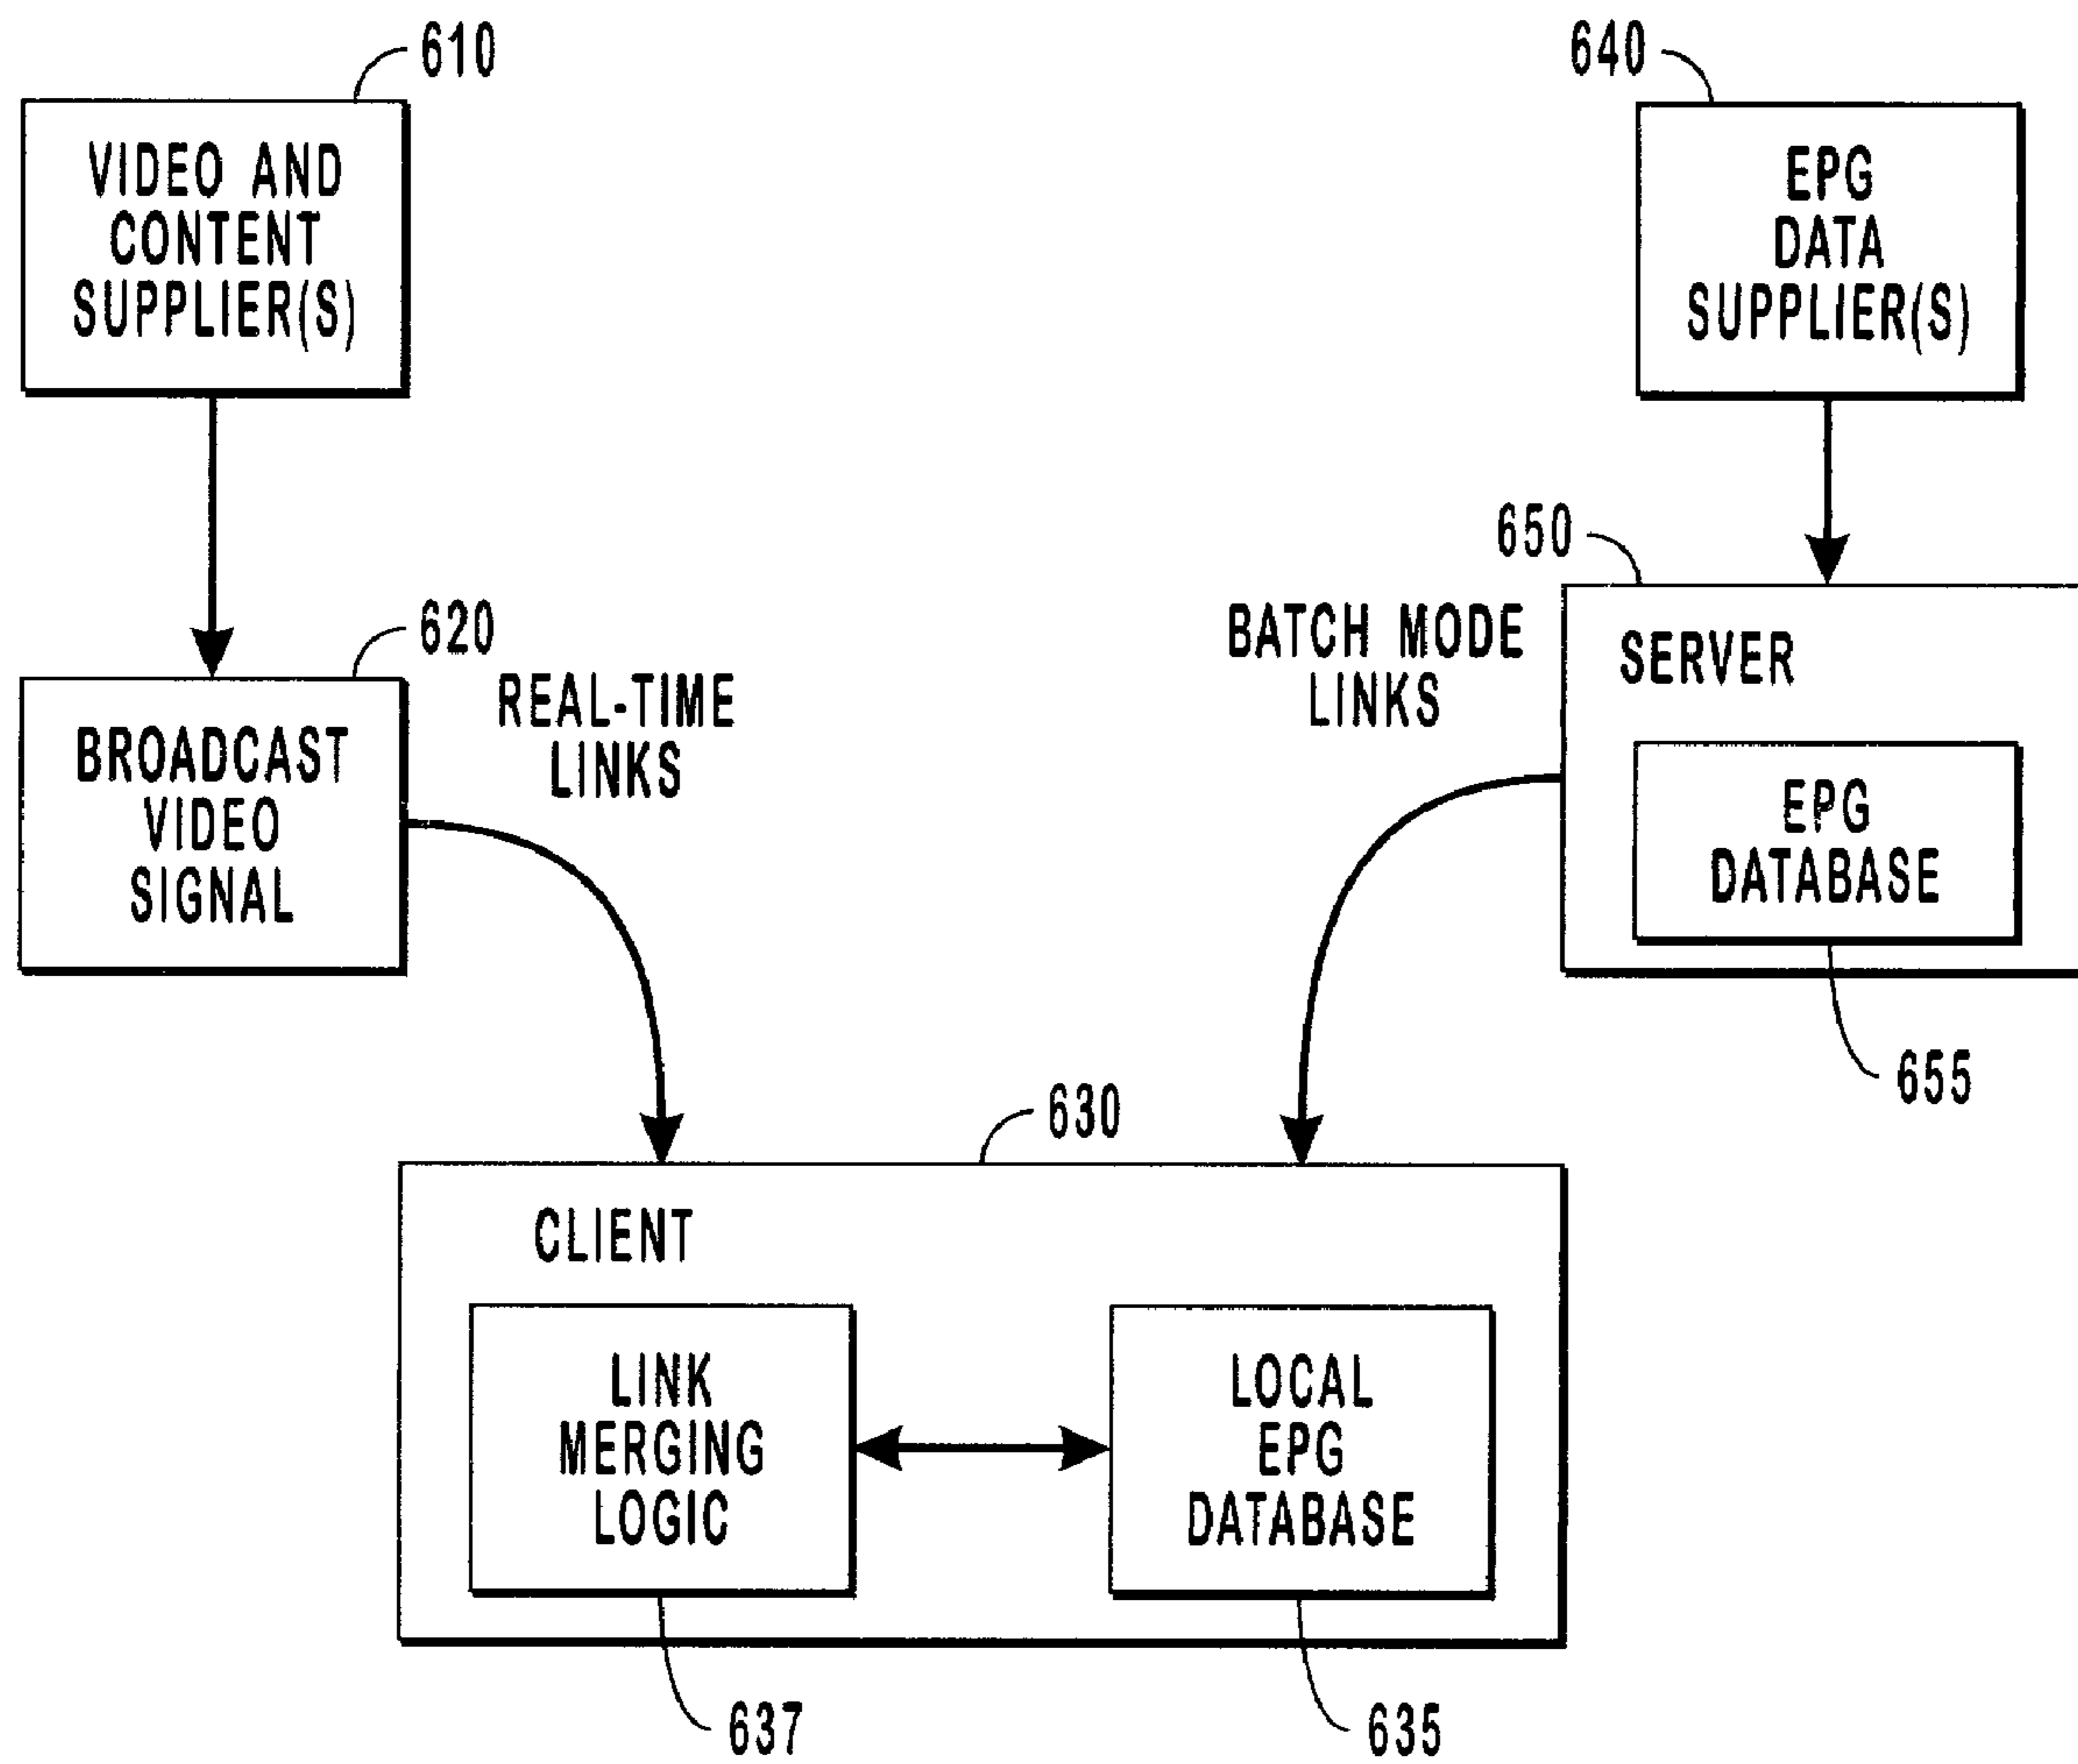 610
VIDEO AND
CONTENT
SUPPLIER(S)
640
EPG
DATA
SUPPLIER(S)
620
BROADCAST
VIDEO
SIGNAL
REAL-TIME
LINKS
BATCH MODE
LINKS
650
SERVER
EPG
DATABASE
655
630
CLIENT
LINK
MERGING
LOGIC
LOCAL
EPG
DATABASE
637
635